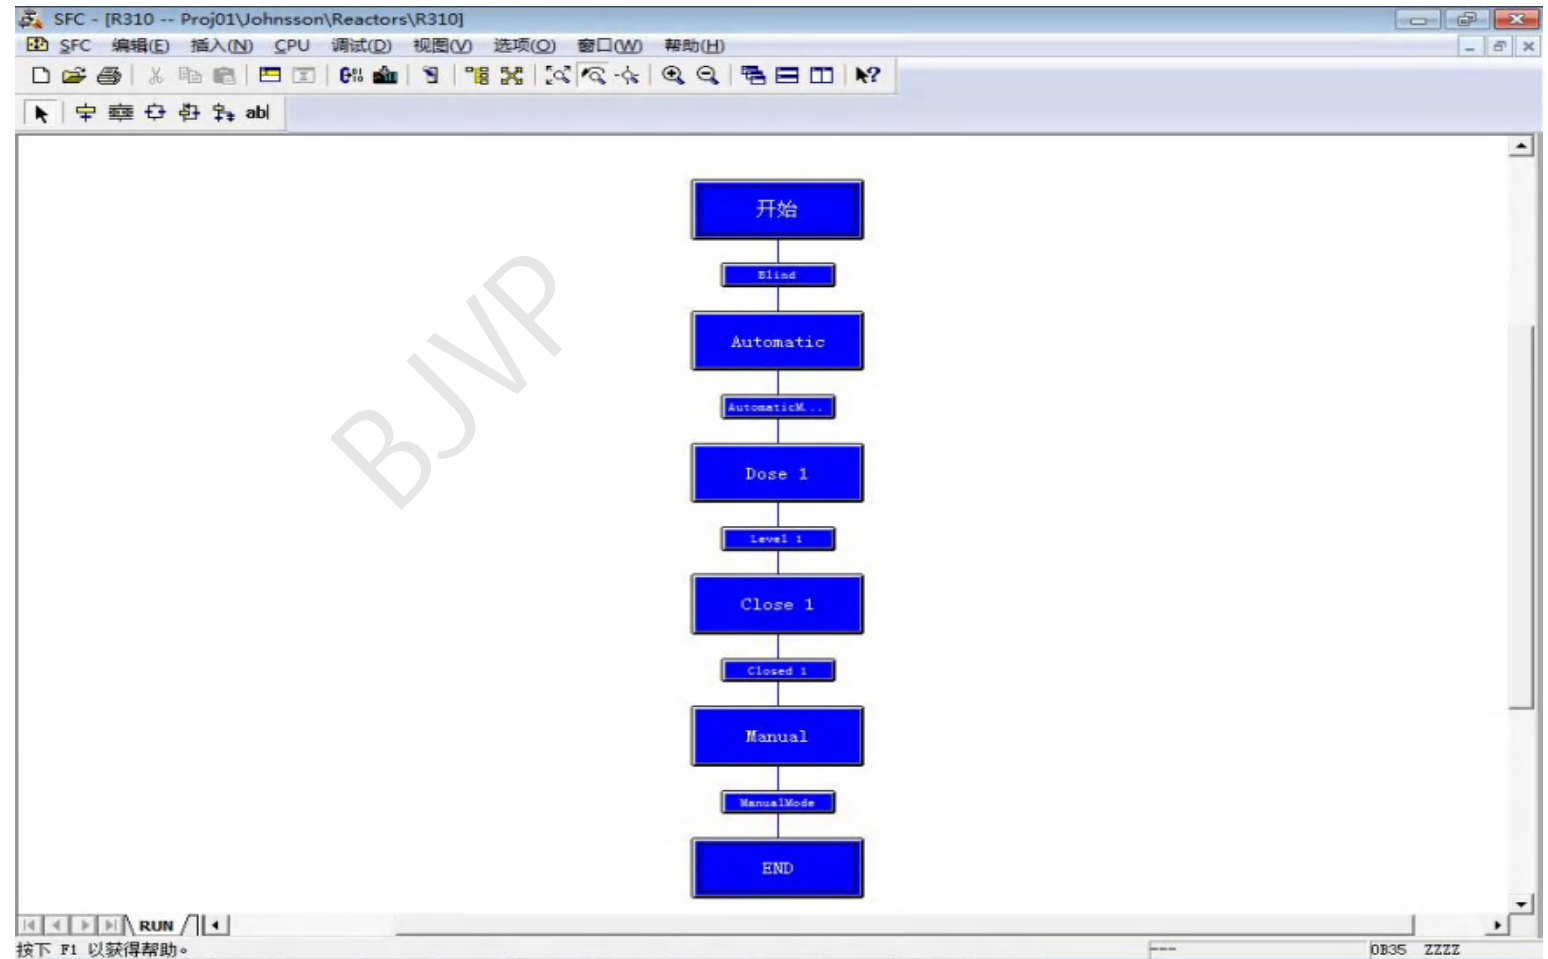 SFC - [R310 -- Proj01\Johnsson\Reactors\R310]
SFC 编辑(E) 插入(N) CPU 调试(D) 视图(V) 选项(O) 窗口(W) 帮助(H)
abl
开始
Blind
Automatic
AutomaticM...
Dose 1
Level 1
Close 1
Closed 1
Manual
ManualMode
END
BJVP
RUN
按下 F1 以获得帮助。 --- OB35 ZZZZ